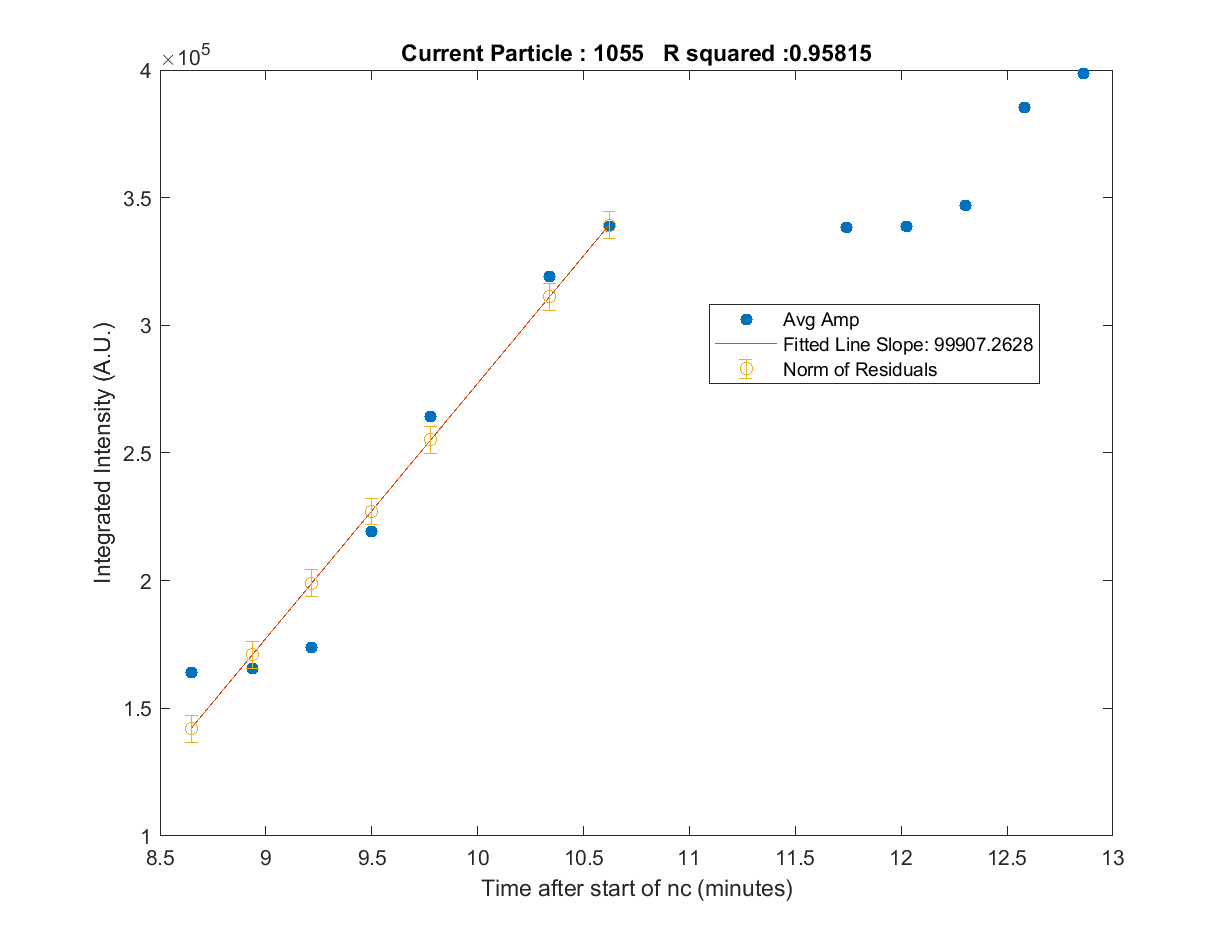 Current Particle : 1055   R squared :0.95815
×10^5
4
3.5
3
2.5
2
1.5
1
Integrated Intensity (A.U.)
Avg Amp
Fitted Line Slope: 99907.2628
Norm of Residuals
8.5 9 9.5 10 10.5 11 11.5 12 12.5 13
Time after start of nc (minutes)